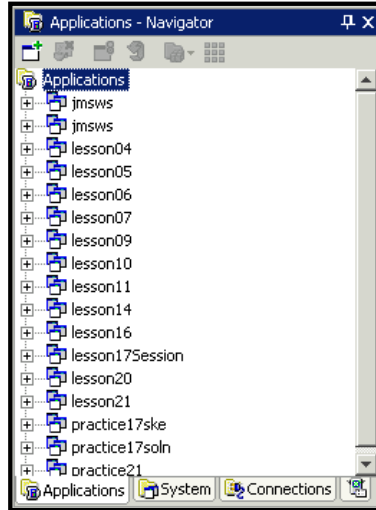 Applications - Navigator
Applications
jmsws
jmsws
lesson04
lesson05
lesson06
lesson07
lesson09
lesson10
lesson11
lesson14
lesson16
lesson17Session
lesson20
lesson21
practice17ske
practice17soln
practice21
Applications System Connections